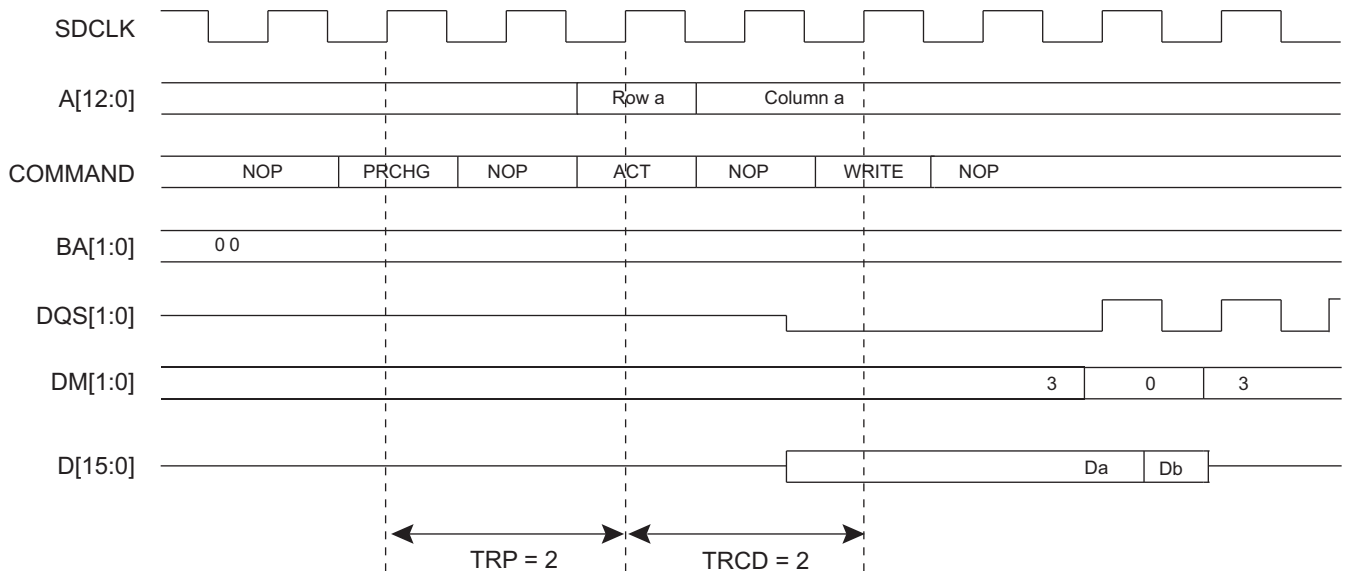 SDCLK
A[12:0] Row a Column a
COMMAND NOP PRCHG NOP ACT NOP WRITE NOP
BA[1:0] 0 0
DQS[1:0]
DM[1:0] 3 0 3
D[15:0] Da Db
TRP = 2 TRCD = 2